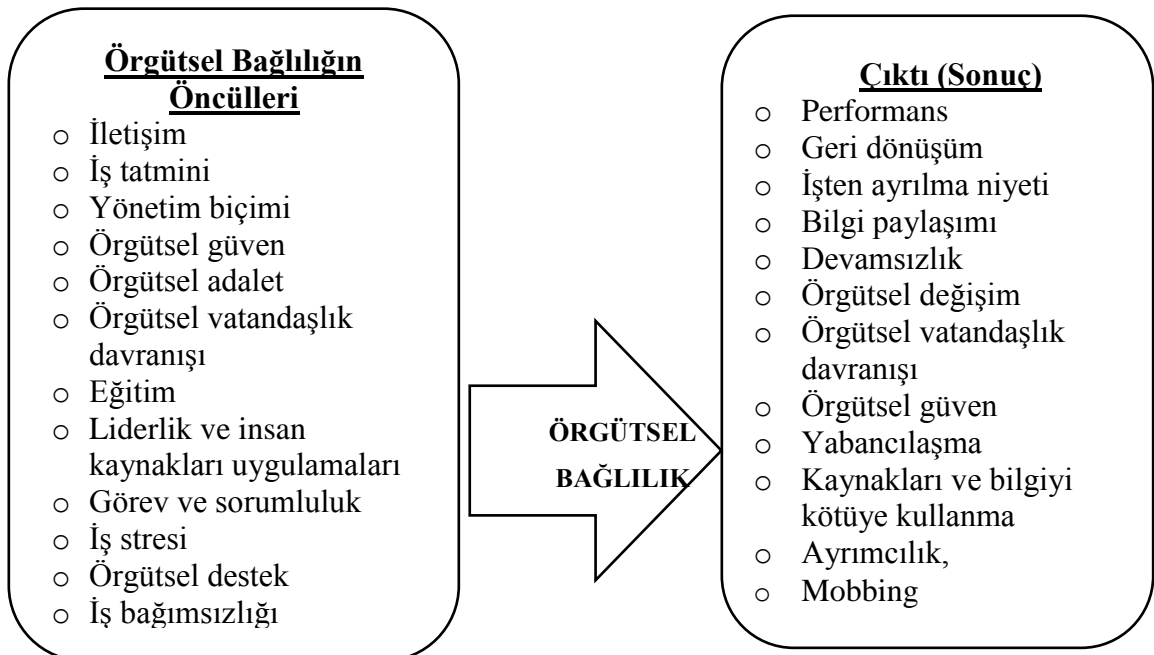 Örgütsel Bağlılığın
Öncülleri
o İletişim
o İş tatmini
o Yönetim biçimi
o Örgütsel güven
o Örgütsel adalet
o Örgütsel vatandaşlık
davranışı
o Eğitim
o Liderlik ve insan
kaynakları uygulamaları
o Görev ve sorumluluk
o İş stresi
o Örgütsel destek
o İş bağımsızlığı
ÖRGÜTSEL
BAĞLILIK
Çıktı (Sonuç)
o Performans
o Geri dönüşüm
o İşten ayrılma niyeti
o Bilgi paylaşımı
o Devamsızlık
o Örgütsel değişim
o Örgütsel vatandaşlık
davranışı
o Örgütsel güven
o Yabancılaşma
o Kaynakları ve bilgiyi
kötüye kullanma
o Ayrımcılık,
o Mobbing